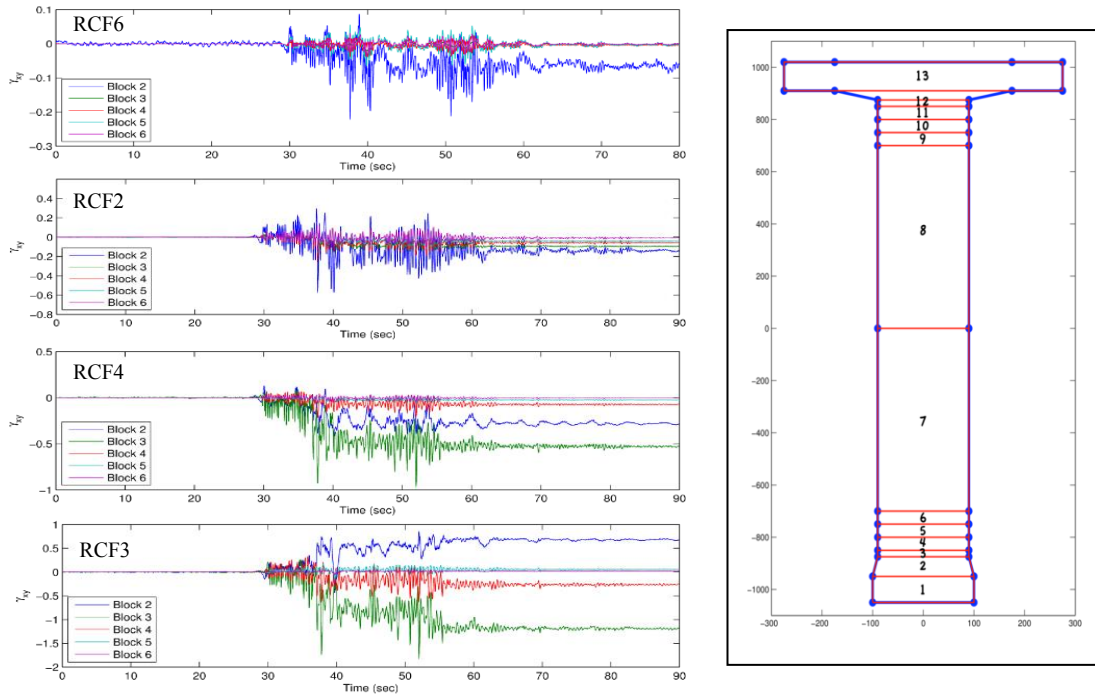 RCF6
0.1
0
−0.1
−0.2
−0.3
γxy
Block 2
Block 3
Block 4
Block 5
Block 6
0 10 20 30 40 50 60 70 80
Time (sec)
RCF2
0.4
0.2
0
−0.2
−0.4
−0.6
−0.8
γxy
Block 2
Block 3
Block 4
Block 5
Block 6
0 10 20 30 40 50 60 70 80 90
Time (sec)
RCF4
0.5
0
−0.5
−1
γxy
Block 2
Block 3
Block 4
Block 5
Block 6
0 10 20 30 40 50 60 70 80 90
Time (sec)
RCF3
1
0.5
0
−0.5
−1
−1.5
−2
γxy
Block 2
Block 3
Block 4
Block 5
Block 6
0 10 20 30 40 50 60 70 80 90
Time (sec)
1000
800
600
400
200
0
−200
−400
−600
−800
−1000
13
12
11
10
9
8
7
6
5
4
3
2
1
−300 −200 −100 0 100 200 300